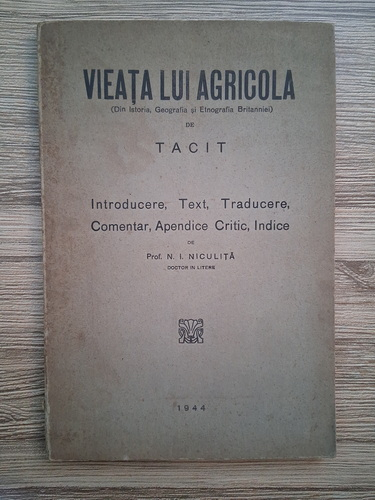 VIEAȚA LUI AGRICOLA
(Din Istoria, Geografia și Etnografia Britanniei)
DE
TACIT
Introducere, Text, Traducere,
Comentar, Apendice Critic, Indice
DE
Prof. N. I. NICULIȚĂ
DOCTOR ÎN LITERE
1944